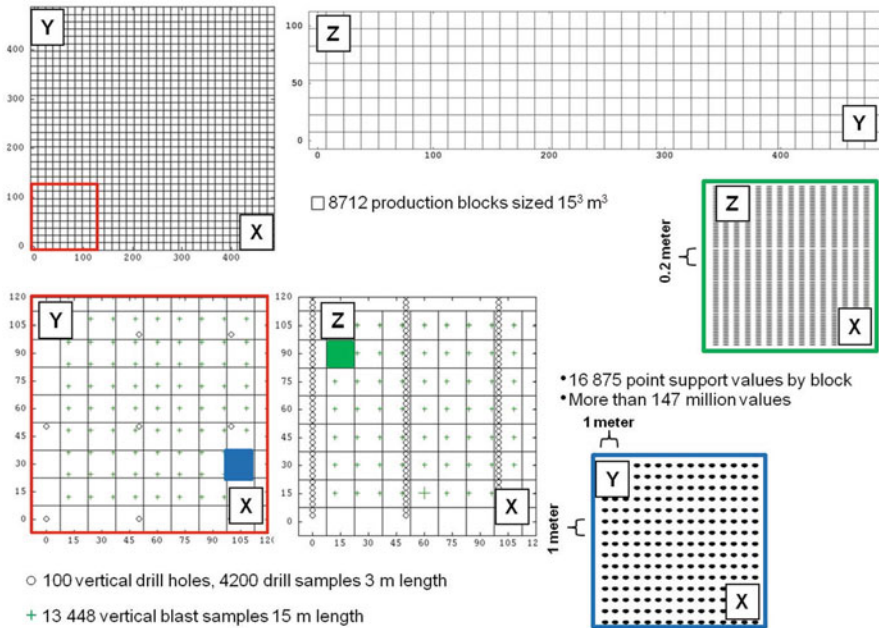 Y
400
300
200
100
0
0 100 200 300 400
X
Z
100
50
0
0 100 200 300 400
Y
□ 8712 production blocks sized 15³ m³
Z
0.2 meter
X
120
105
90
75
60
45
30
15
0
Y
X
0 15 30 45 60 75 90 105 120
120
105
90
75
60
45
30
15
0
Z
X
0 15 30 45 60 75 90 105
• 16 875 point support values by block
• More than 147 million values
1 meter
Y
1 meter
X
○ 100 vertical drill holes, 4200 drill samples 3 m length
+ 13 448 vertical blast samples 15 m length